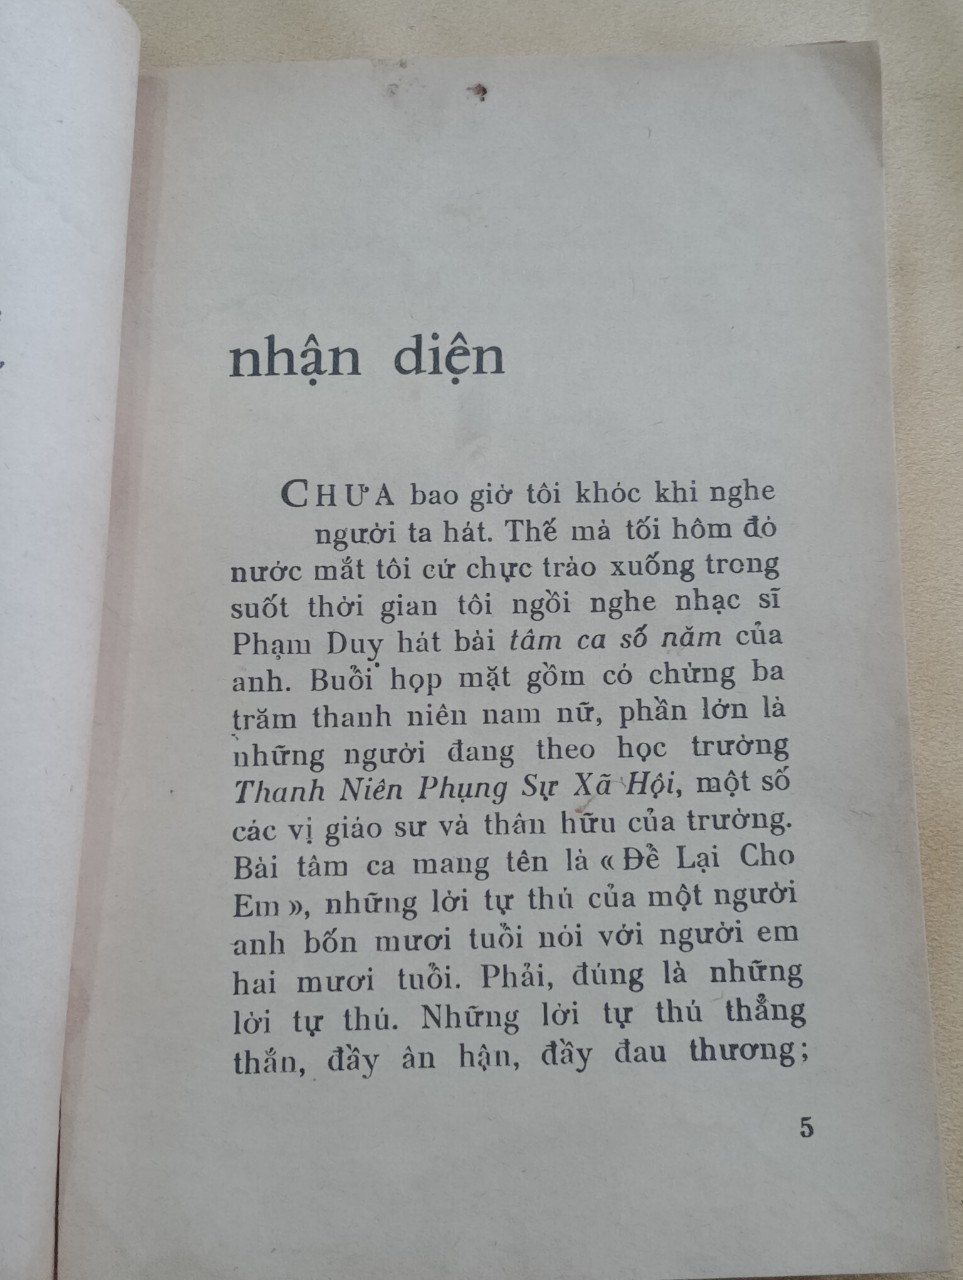 nhận diện
CHƯA bao giờ tôi khóc khi nghe
người ta hát. Thế mà tối hôm đó
nước mắt tôi cứ chực trào xuống trong
suốt thời gian tôi ngồi nghe nhạc sĩ
Phạm Duy hát bài tâm ca số năm của
anh. Buổi họp mặt gồm có chừng ba
trăm thanh niên nam nữ, phần lớn là
những người đang theo học trường
Thanh Niên Phụng Sự Xã Hội, một số
các vị giáo sư và thân hữu của trường.
Bài tâm ca mang tên là « Để Lại Cho
Em », những lời tự thú của một người
anh bốn mươi tuổi nói với người em
hai mươi tuổi. Phải, đúng là những
lời tự thú. Những lời tự thú thẳng
thắn, đầy ân hận, đầy đau thương;
5